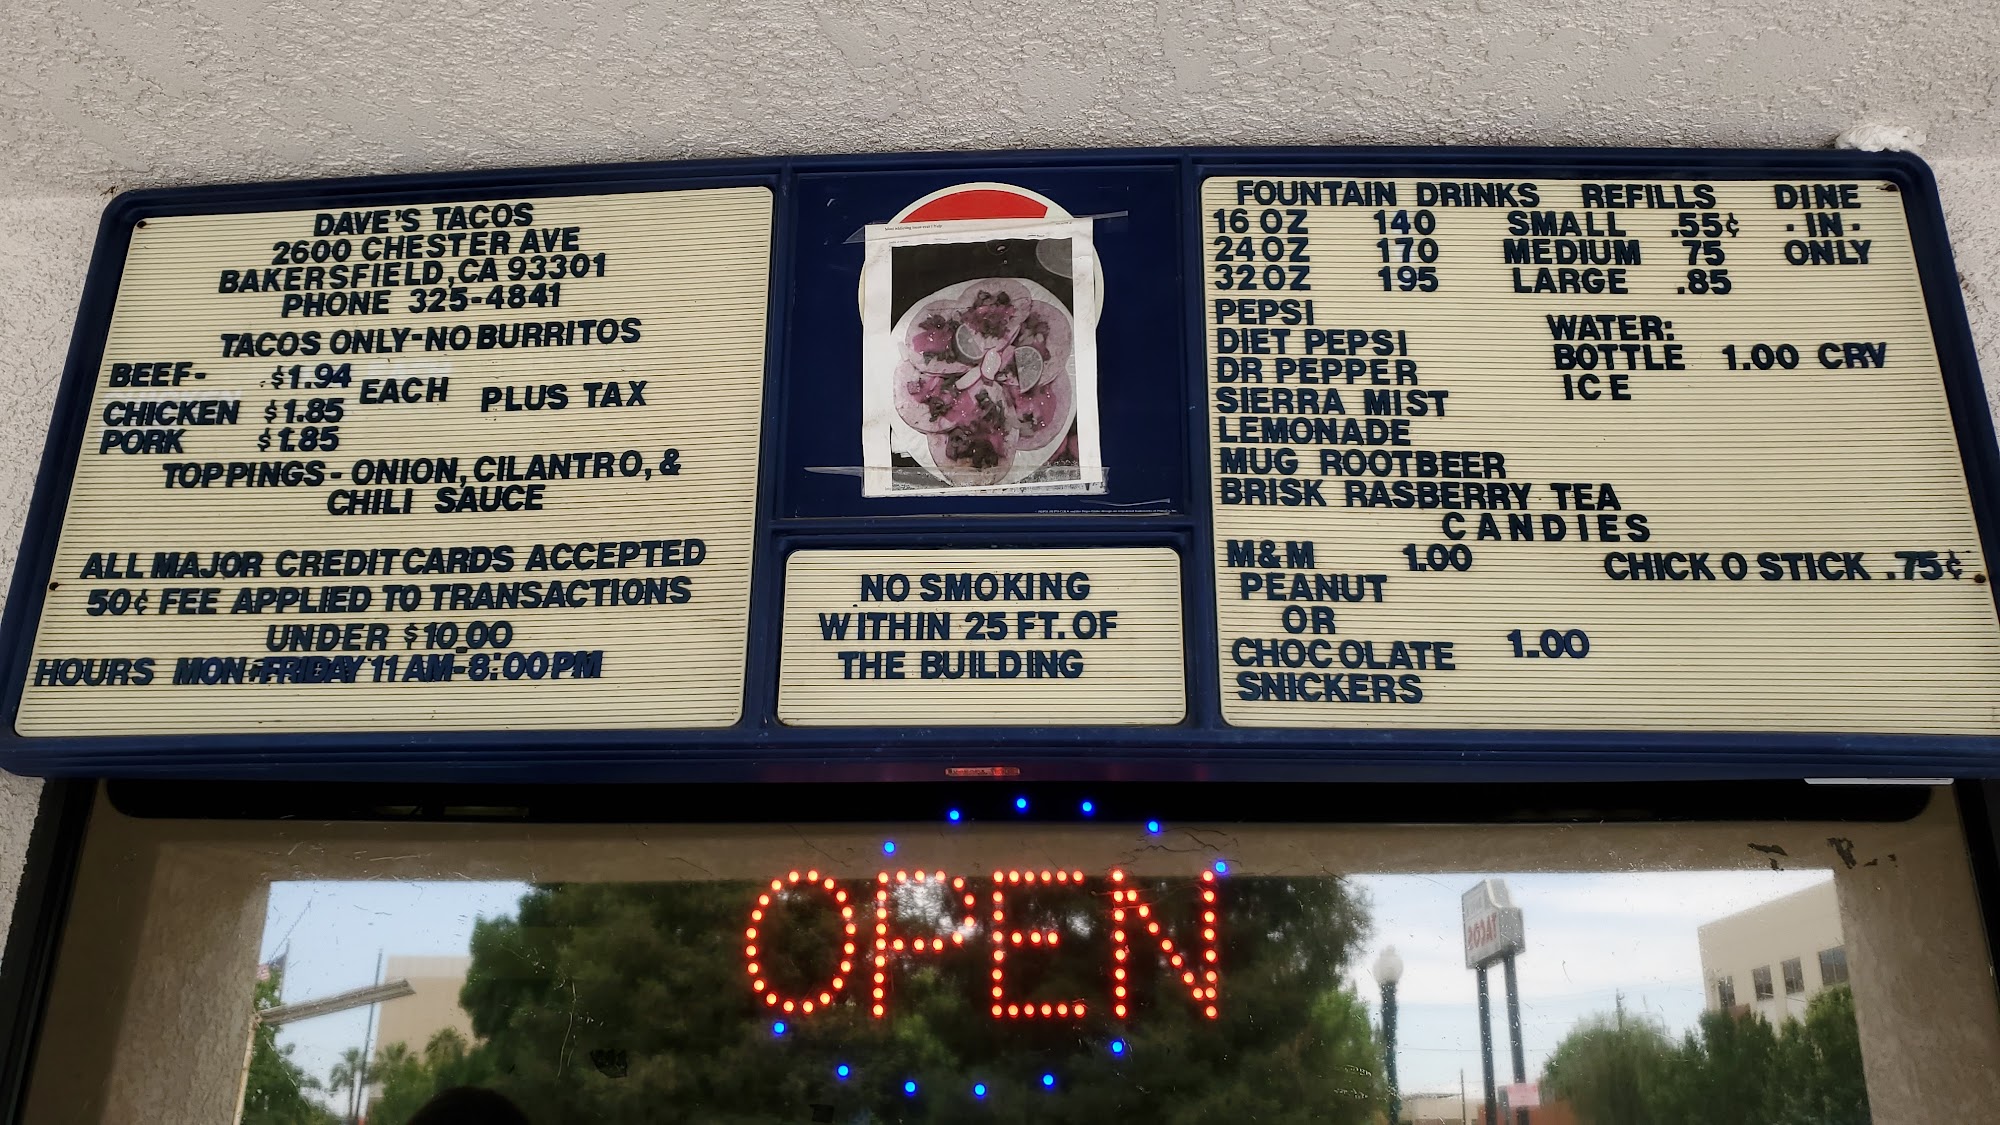 DAVE'S TACOS
2600 CHESTER AVE
BAKERSFIELD, CA 93301
PHONE 325-4841
TACOS ONLY-NO BURRITOS
BEEF- $1.94 EACH PLUS TAX
CHICKEN $1.85
PORK $1.85
TOPPINGS - ONION, CILANTRO, &
CHILI SAUCE
ALL MAJOR CREDIT CARDS ACCEPTED
50¢ FEE APPLIED TO TRANSACTIONS
UNDER $10.00
HOURS MON-FRIDAY 11 AM-8:00PM
NO SMOKING
WITHIN 25 FT. OF
THE BUILDING
FOUNTAIN DRINKS REFILLS DINE
16 OZ 140 SMALL .55¢ - IN -
24 OZ 170 MEDIUM 75 ONLY
32 OZ 195 LARGE .85
PEPSI
DIET PEPSI
DR PEPPER
SIERRA MIST
LEMONADE
MUG ROOTBEER
BRISK RASBERRY TEA
WATER:
BOTTLE 1.00 CRV
ICE
CANDIES
M&M 1.00 CHICK O STICK .75¢
PEANUT
OR
CHOCOLATE 1.00
SNICKERS
OPEN
TACOS